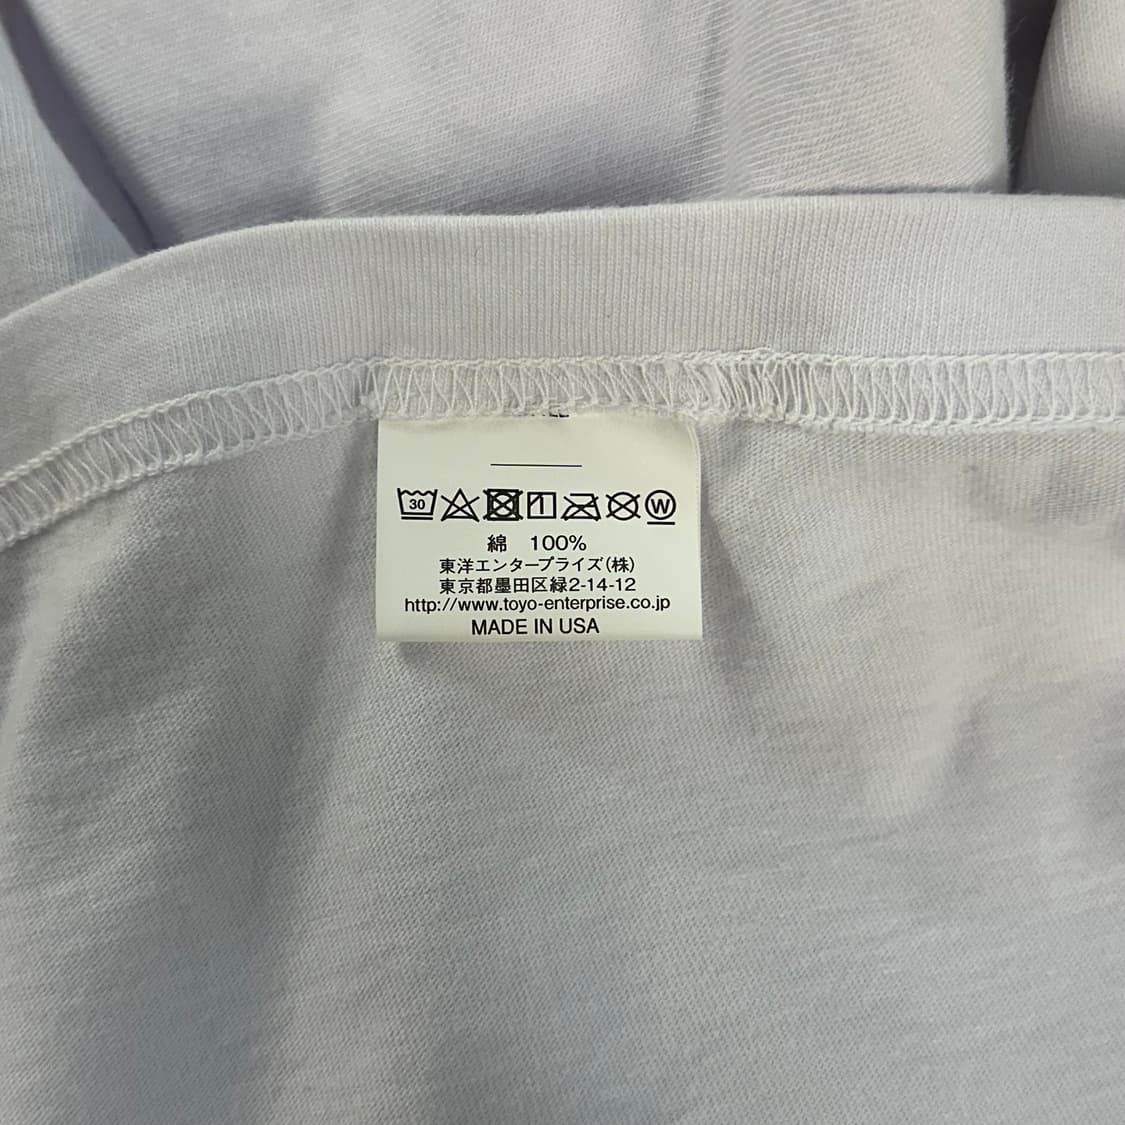 30 W
綿 100%
東洋エンタープライズ(株)
東京都墨田区緑2-14-12
http://www.toyo-enterprise.co.jp
MADE IN USA